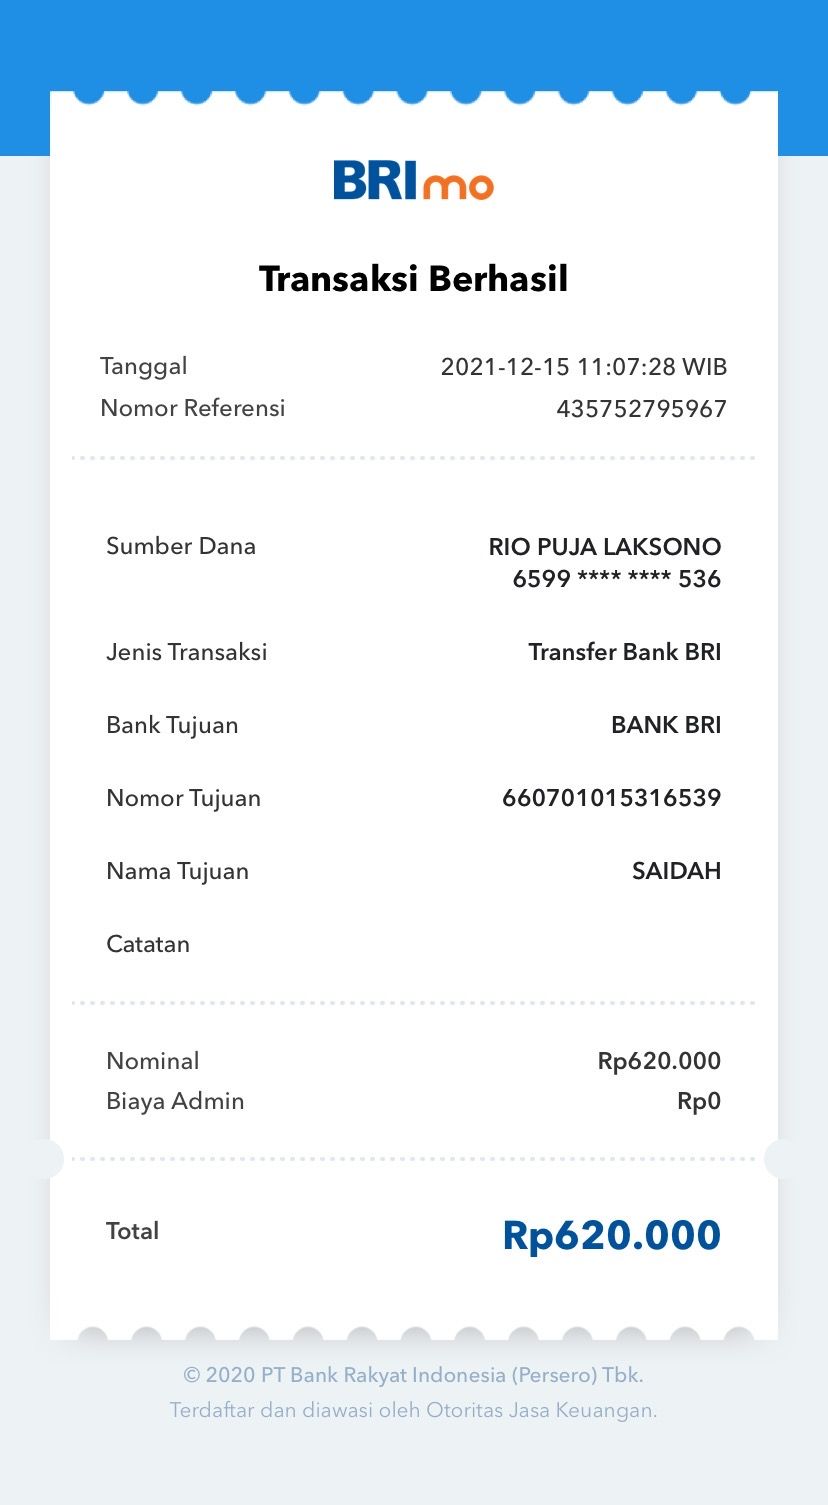 BRImo
Transaksi Berhasil
Tanggal 2021-12-15 11:07:28 WIB
Nomor Referensi 435752795967
Sumber Dana RIO PUJA LAKSONO
6599 **** **** 536
Jenis Transaksi Transfer Bank BRI
Bank Tujuan BANK BRI
Nomor Tujuan 660701015316539
Nama Tujuan SAIDAH
Catatan
Nominal Rp620.000
Biaya Admin Rp0
Total Rp620.000
© 2020 PT Bank Rakyat Indonesia (Persero) Tbk.
Terdaftar dan diawasi oleh Otoritas Jasa Keuangan.